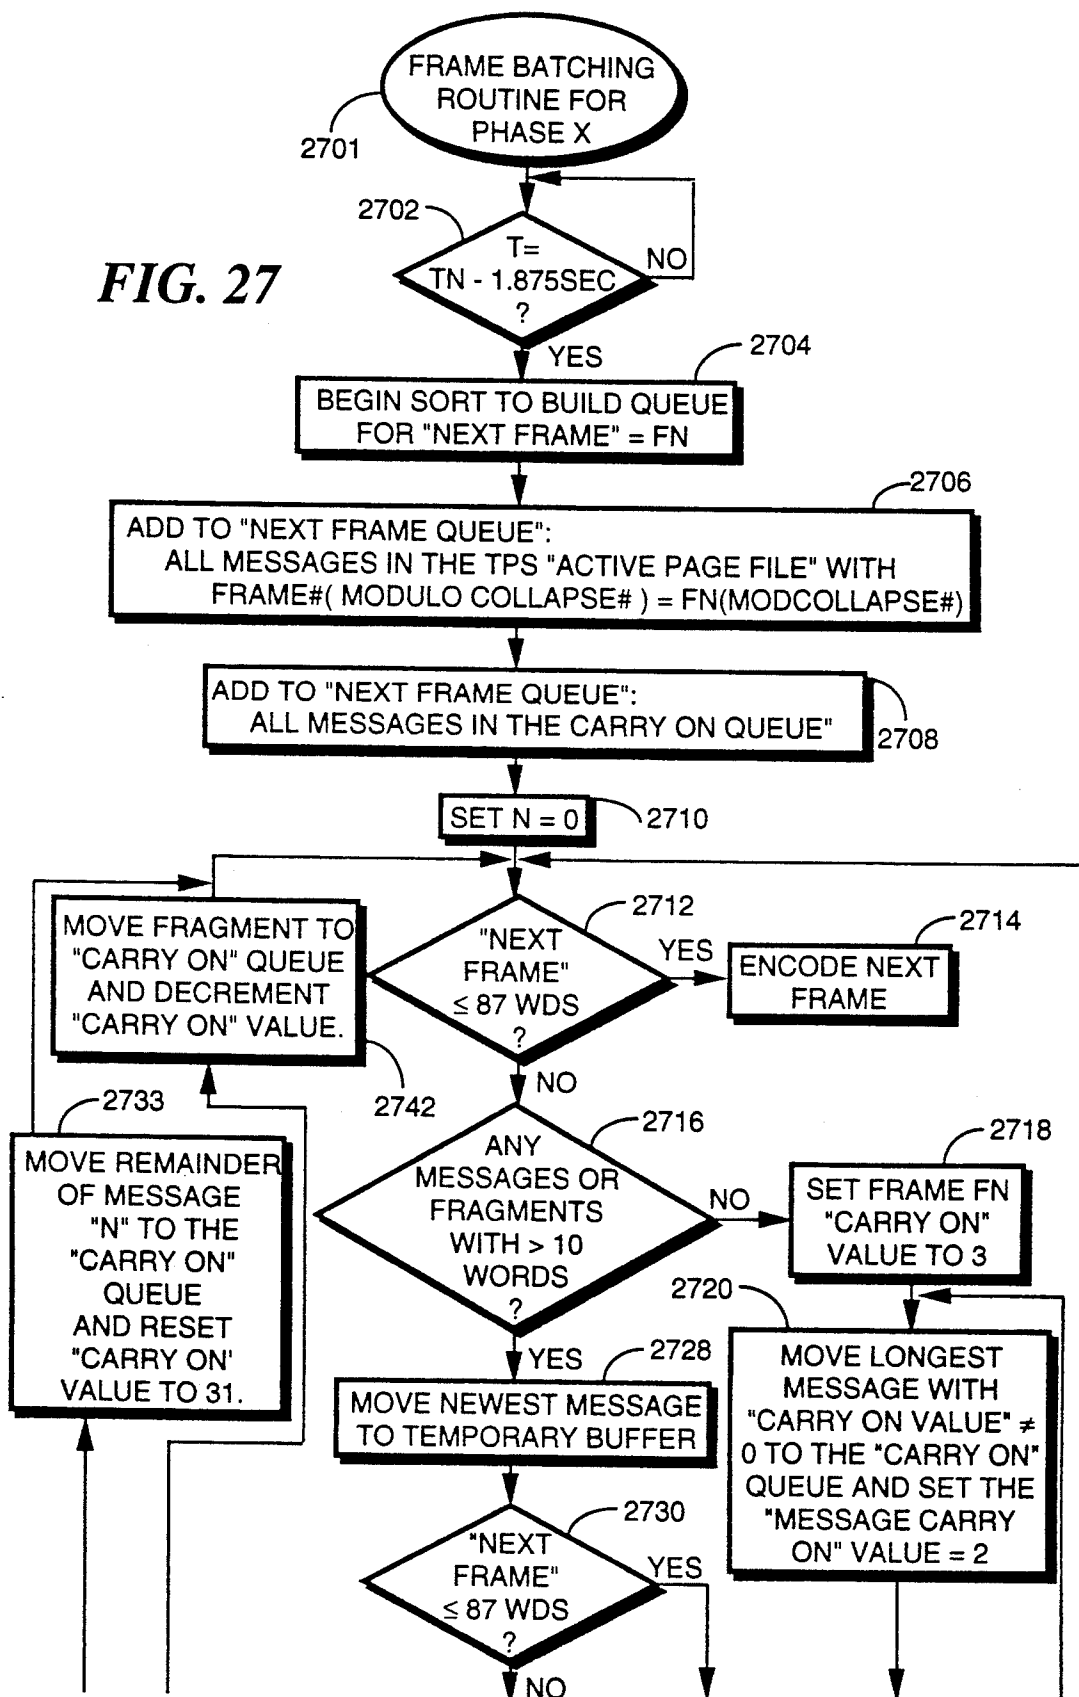 FRAME BATCHING
ROUTINE FOR
PHASE X
2701
2702
T=
TN - 1.875SEC
?
NO
FIG. 27
YES
2704
BEGIN SORT TO BUILD QUEUE
FOR "NEXT FRAME" = FN
2706
ADD TO "NEXT FRAME QUEUE":
ALL MESSAGES IN THE TPS "ACTIVE PAGE FILE" WITH
FRAME#( MODULO COLLAPSE# ) = FN(MODCOLLAPSE#)
ADD TO "NEXT FRAME QUEUE":
ALL MESSAGES IN THE CARRY ON QUEUE"
2708
SET N = 0
2710
MOVE FRAGMENT TO
"CARRY ON" QUEUE
AND DECREMENT
"CARRY ON" VALUE.
2742
2712
"NEXT
FRAME"
≤ 87 WDS
?
YES
2714
ENCODE NEXT
FRAME
NO
2733
MOVE REMAINDER
OF MESSAGE
"N" TO THE
"CARRY ON"
QUEUE
AND RESET
"CARRY ON'
VALUE TO 31.
2716
ANY
MESSAGES OR
FRAGMENTS
WITH > 10
WORDS
?
NO
2718
SET FRAME FN
"CARRY ON"
VALUE TO 3
2720
MOVE LONGEST
MESSAGE WITH
"CARRY ON VALUE" ≠
0 TO THE "CARRY ON"
QUEUE AND SET THE
"MESSAGE CARRY
ON" VALUE = 2
YES
2728
MOVE NEWEST MESSAGE
TO TEMPORARY BUFFER
2730
"NEXT
FRAME"
≤ 87 WDS
?
YES
NO